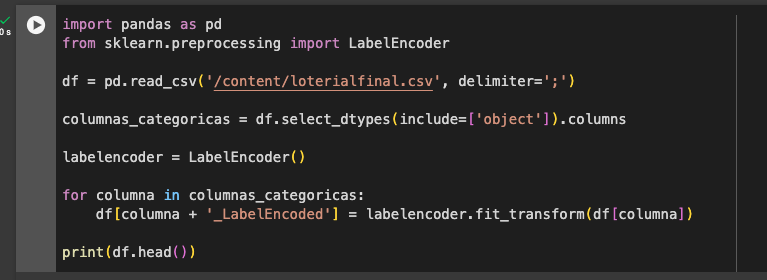 0 s
import pandas as pd
from sklearn.preprocessing import LabelEncoder
df = pd.read_csv('/content/loterialfinal.csv', delimiter=';')
columnas_categoricas = df.select_dtypes(include=['object']).columns
labelencoder = LabelEncoder()
for columna in columnas_categoricas:
    df[columna + '_LabelEncoded'] = labelencoder.fit_transform(df[columna])
print(df.head())